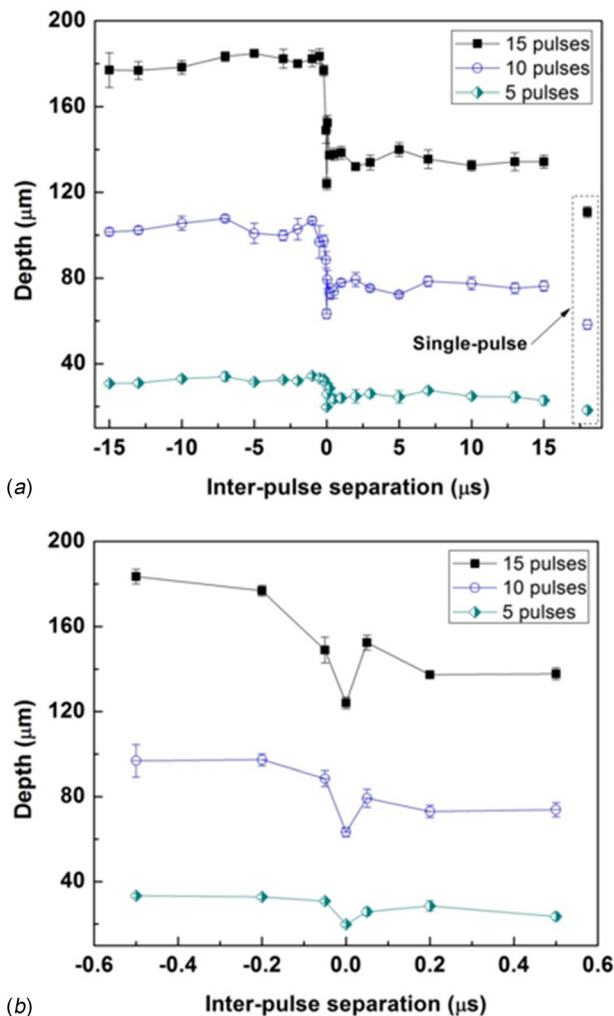 200
160
120
80
40
Depth (μm)
15 pulses
10 pulses
5 pulses
Single-pulse
-15 -10 -5 0 5 10 15
(a) Inter-pulse separation (μs)
200
160
120
80
40
Depth (μm)
15 pulses
10 pulses
5 pulses
-0.6 -0.4 -0.2 0.0 0.2 0.4 0.6
(b) Inter-pulse separation (μs)